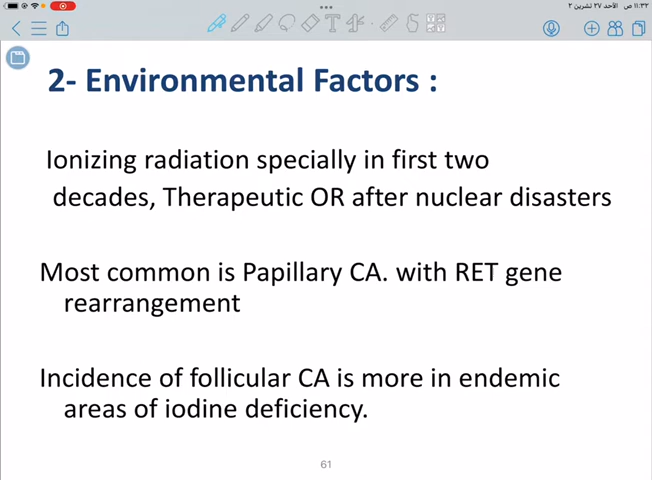 ١١:٣٢ ص الأحد ٢٧ تشرين ٢
2- Environmental Factors :
Ionizing radiation specially in first two
decades, Therapeutic OR after nuclear disasters
Most common is Papillary CA. with RET gene
rearrangement
Incidence of follicular CA is more in endemic
areas of iodine deficiency.
61